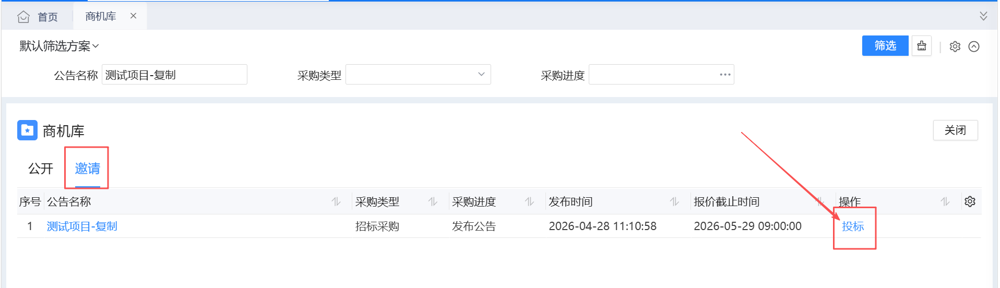 首页 商机库
默认筛选方案 筛选
公告名称 测试项目-复制 采购类型 采购进度
商机库 关闭
公开 邀请
序号 公告名称 采购类型 采购进度 发布时间 报价截止时间 操作
1 测试项目-复制 招标采购 发布公告 2026-04-28 11:10:58 2026-05-29 09:00:00 投标